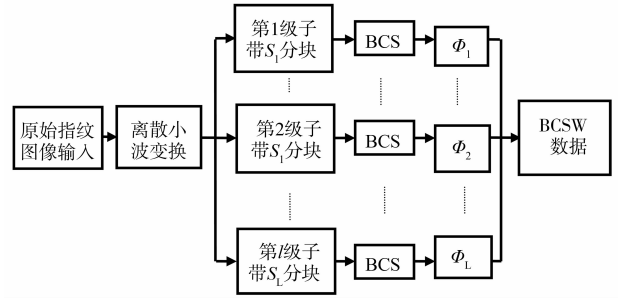 原始指纹
图像输入
离散小
波变换
第1级子
带S₁分块
BCS
Φ₁
第2级子
带S₁分块
BCS
Φ₂
第l级子
带S_L分块
BCS
Φ_L
BCSW
数据